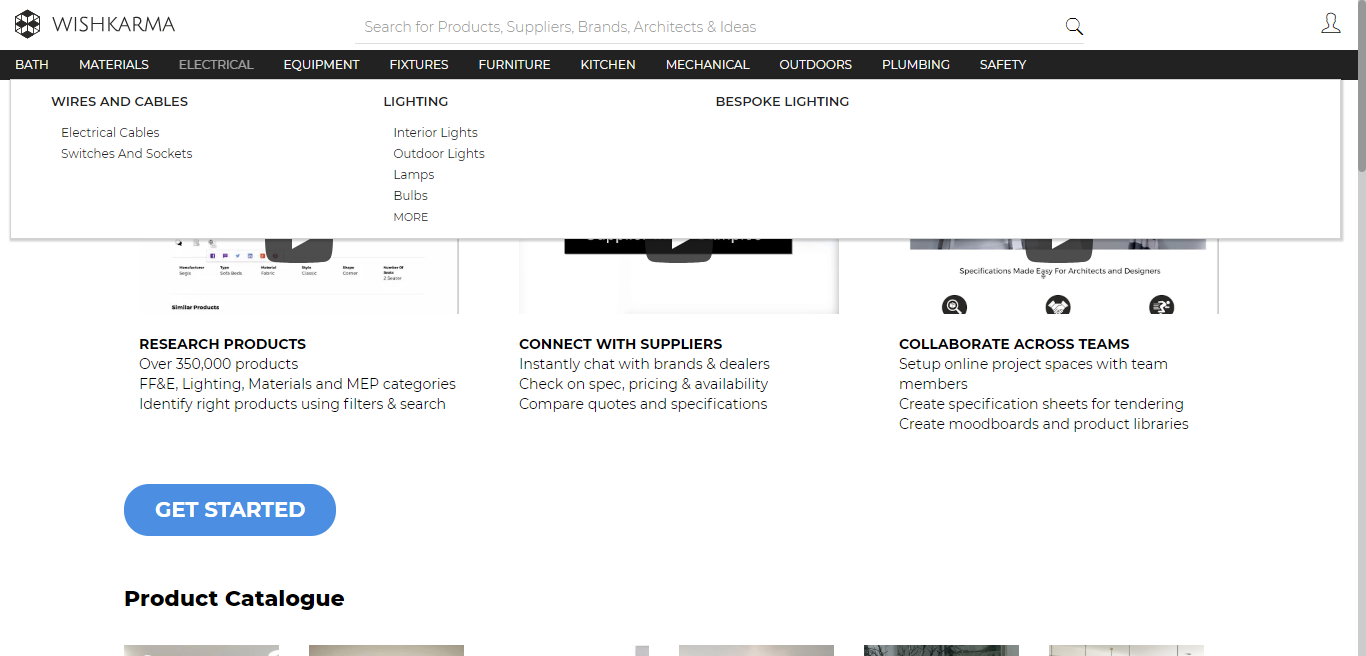 WISHKARMA
Search for Products, Suppliers, Brands, Architects & Ideas
BATH MATERIALS ELECTRICAL EQUIPMENT FIXTURES FURNITURE KITCHEN MECHANICAL OUTDOORS PLUMBING SAFETY
WIRES AND CABLES
Electrical Cables
Switches And Sockets
LIGHTING
Interior Lights
Outdoor Lights
Lamps
Bulbs
MORE
BESPOKE LIGHTING
Manufacturer Type Material Style Shape Number Of
Segis Sofa Beds Fabric Classic Corner
2 Seater
Similar Products
Specifications Made Easy For Architects and Designers
RESEARCH PRODUCTS
Over 350,000 products
FF&E, Lighting, Materials and MEP categories
Identify right products using filters & search
CONNECT WITH SUPPLIERS
Instantly chat with brands & dealers
Check on spec, pricing & availability
Compare quotes and specifications
COLLABORATE ACROSS TEAMS
Setup online project spaces with team
members
Create specification sheets for tendering
Create moodboards and product libraries
GET STARTED
Product Catalogue